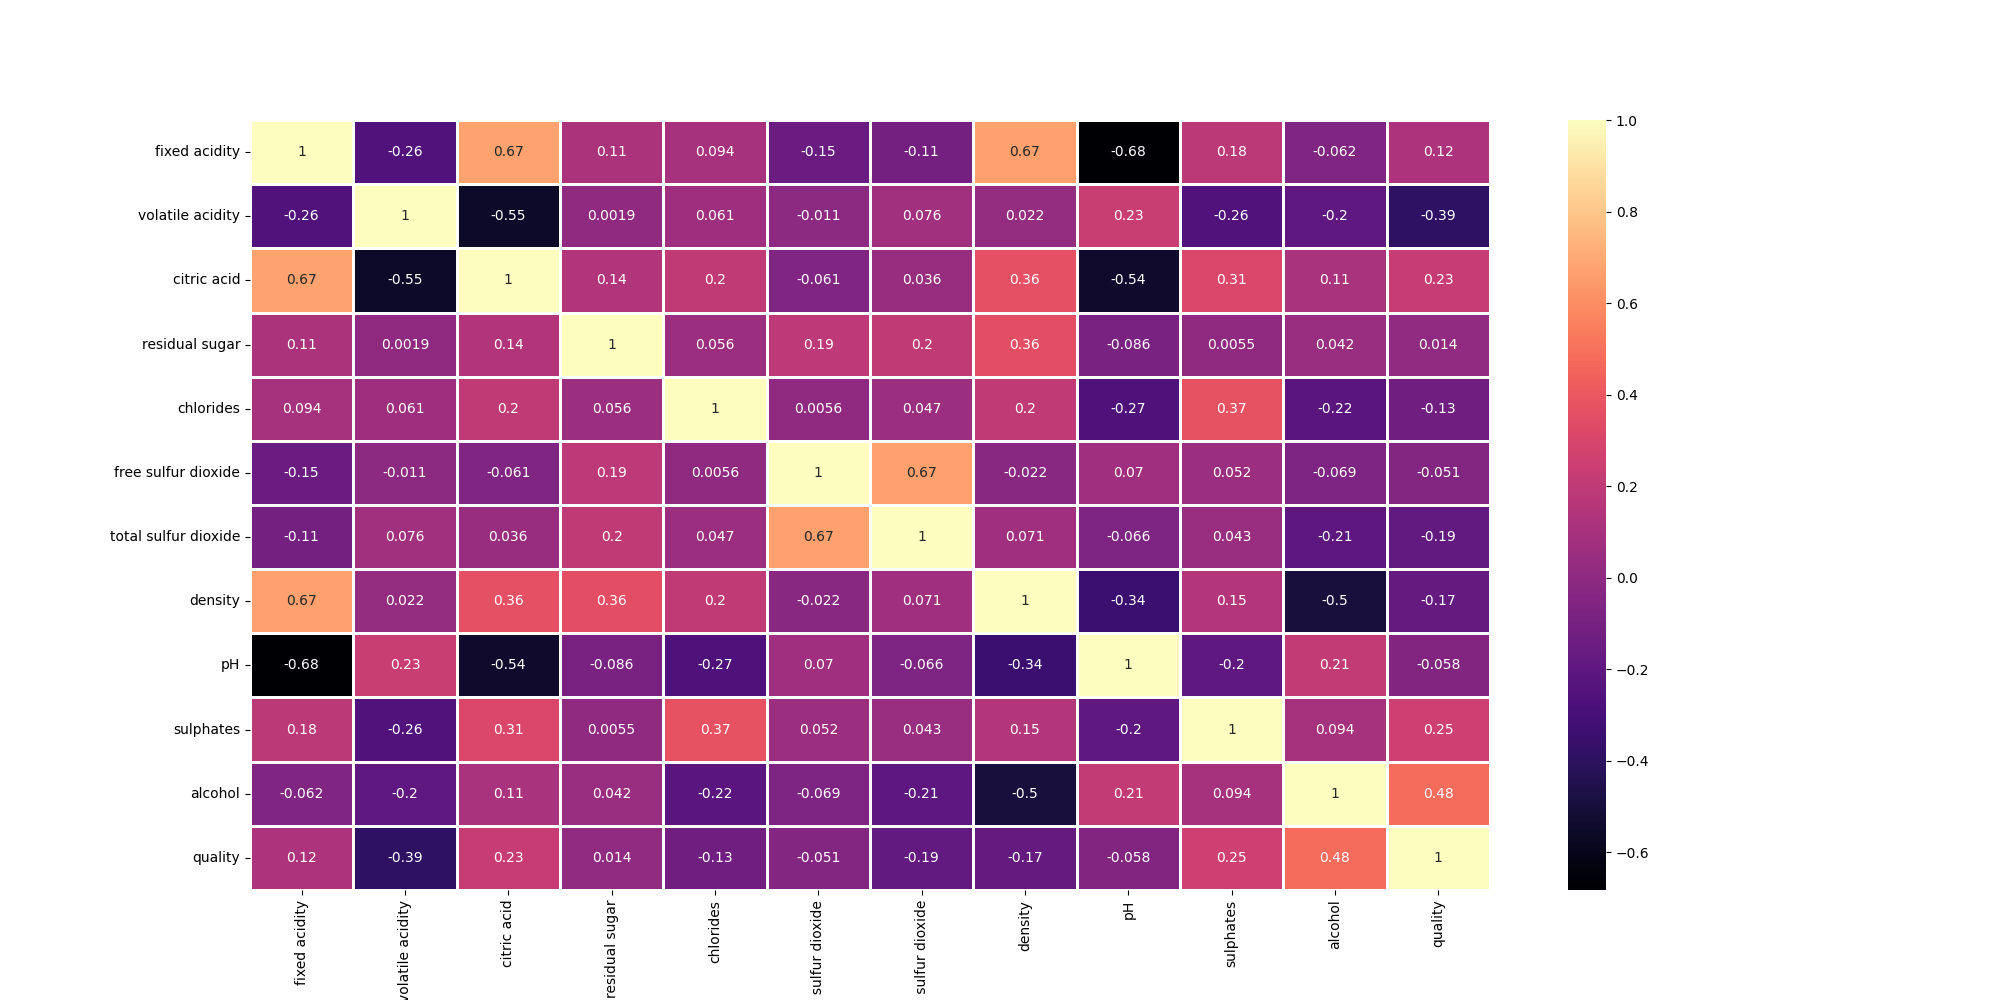 fixed acidity 1 -0.26 0.67 0.11 0.094 -0.15 -0.11 0.67 -0.68 0.18 -0.062 0.12
volatile acidity -0.26 1 -0.55 0.0019 0.061 -0.011 0.076 0.022 0.23 -0.26 -0.2 -0.39
citric acid 0.67 -0.55 1 0.14 0.2 -0.061 0.036 0.36 -0.54 0.31 0.11 0.23
residual sugar 0.11 0.0019 0.14 1 0.056 0.19 0.2 0.36 -0.086 0.0055 0.042 0.014
chlorides 0.094 0.061 0.2 0.056 1 0.0056 0.047 0.2 -0.27 0.37 -0.22 -0.13
free sulfur dioxide -0.15 -0.011 -0.061 0.19 0.0056 1 0.67 -0.022 0.07 0.052 -0.069 -0.051
total sulfur dioxide -0.11 0.076 0.036 0.2 0.047 0.67 1 0.071 -0.066 0.043 -0.21 -0.19
density 0.67 0.022 0.36 0.36 0.2 -0.022 0.071 1 -0.34 0.15 -0.5 -0.17
pH -0.68 0.23 -0.54 -0.086 -0.27 0.07 -0.066 -0.34 1 -0.2 0.21 -0.058
sulphates 0.18 -0.26 0.31 0.0055 0.37 0.052 0.043 0.15 -0.2 1 0.094 0.25
alcohol -0.062 -0.2 0.11 0.042 -0.22 -0.069 -0.21 -0.5 0.21 0.094 1 0.48
quality 0.12 -0.39 0.23 0.014 -0.13 -0.051 -0.19 -0.17 -0.058 0.25 0.48 1
fixed acidity
volatile acidity
citric acid
residual sugar
chlorides
sulfur dioxide
sulfur dioxide
density
pH
sulphates
alcohol
quality
1.0
0.8
0.6
0.4
0.2
0.0
−0.2
−0.4
−0.6